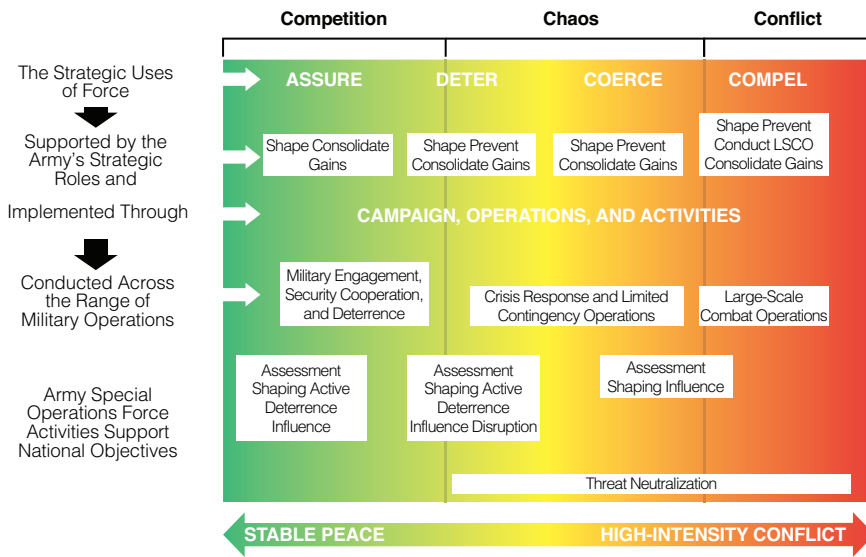 Competition Chaos Conflict
The Strategic Uses
of Force
ASSURE DETER COERCE COMPEL
Supported by the
Army’s Strategic
Roles and
Shape Consolidate
Gains
Shape Prevent
Consolidate Gains
Shape Prevent
Consolidate Gains
Shape Prevent
Conduct LSCO
Consolidate Gains
Implemented Through
CAMPAIGN, OPERATIONS, AND ACTIVITIES
Conducted Across
the Range of
Military Operations
Military Engagement,
Security Cooperation,
and Deterrence
Crisis Response and Limited
Contingency Operations
Large-Scale
Combat Operations
Army Special
Operations Force
Activities Support
National Objectives
Assessment
Shaping Active
Deterrence
Influence
Assessment
Shaping Active
Deterrence
Influence Disruption
Assessment
Shaping Influence
Threat Neutralization
STABLE PEACE HIGH-INTENSITY CONFLICT